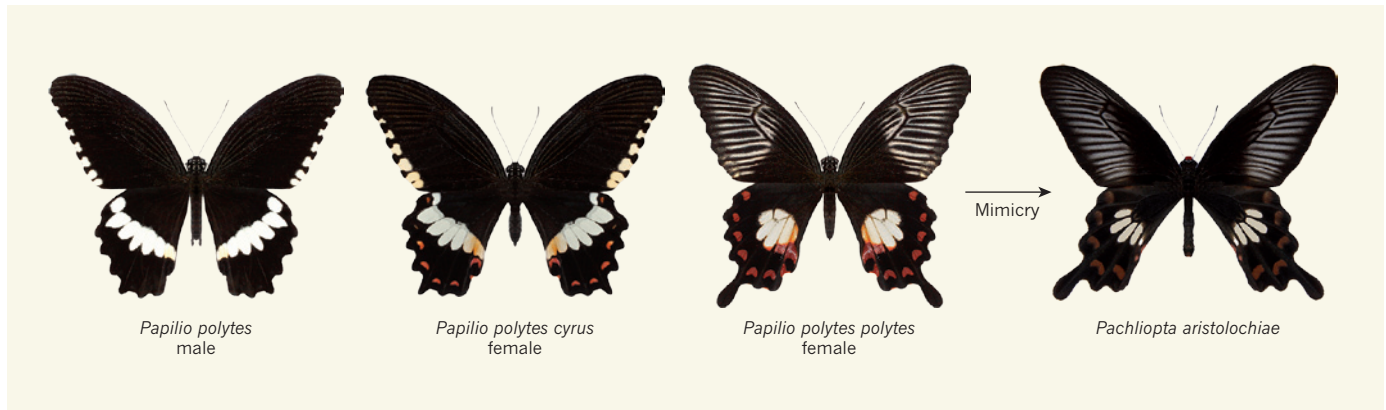 Mimicry
Papilio polytes
male
Papilio polytes cyrus
female
Papilio polytes polytes
female
Pachliopta aristolochiae